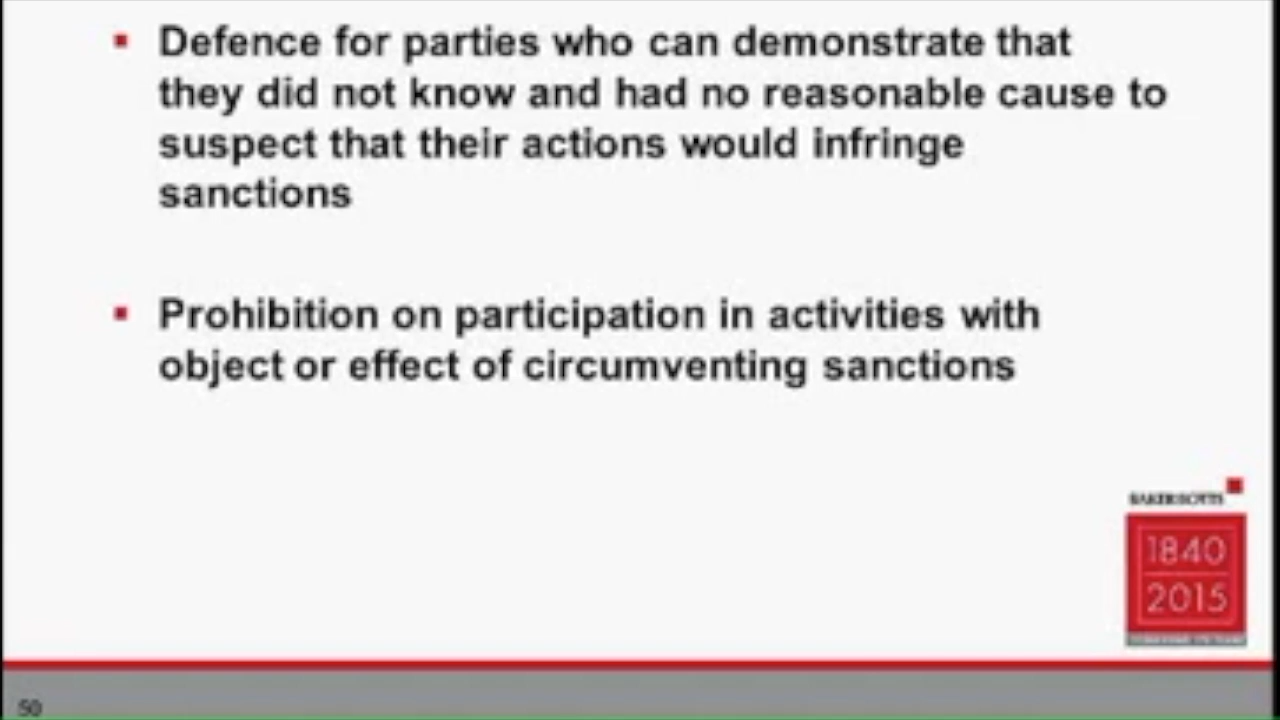 Defence for parties who can demonstrate that
they did not know and had no reasonable cause to
suspect that their actions would infringe
sanctions
Prohibition on participation in activities with
object or effect of circumventing sanctions
BAKER BOTTS
1840
2015
50